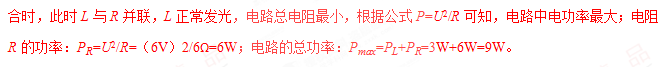 合时，此时 L 与 R 并联，L 正常发光，电路总电阻最小，根据公式 P=U²/R 可知，电路中电功率最大；电阻
R 的功率：P_R=U²/R=（6V）2/6Ω=6W；电路的总功率：P_max=P_L+P_R=3W+6W=9W。